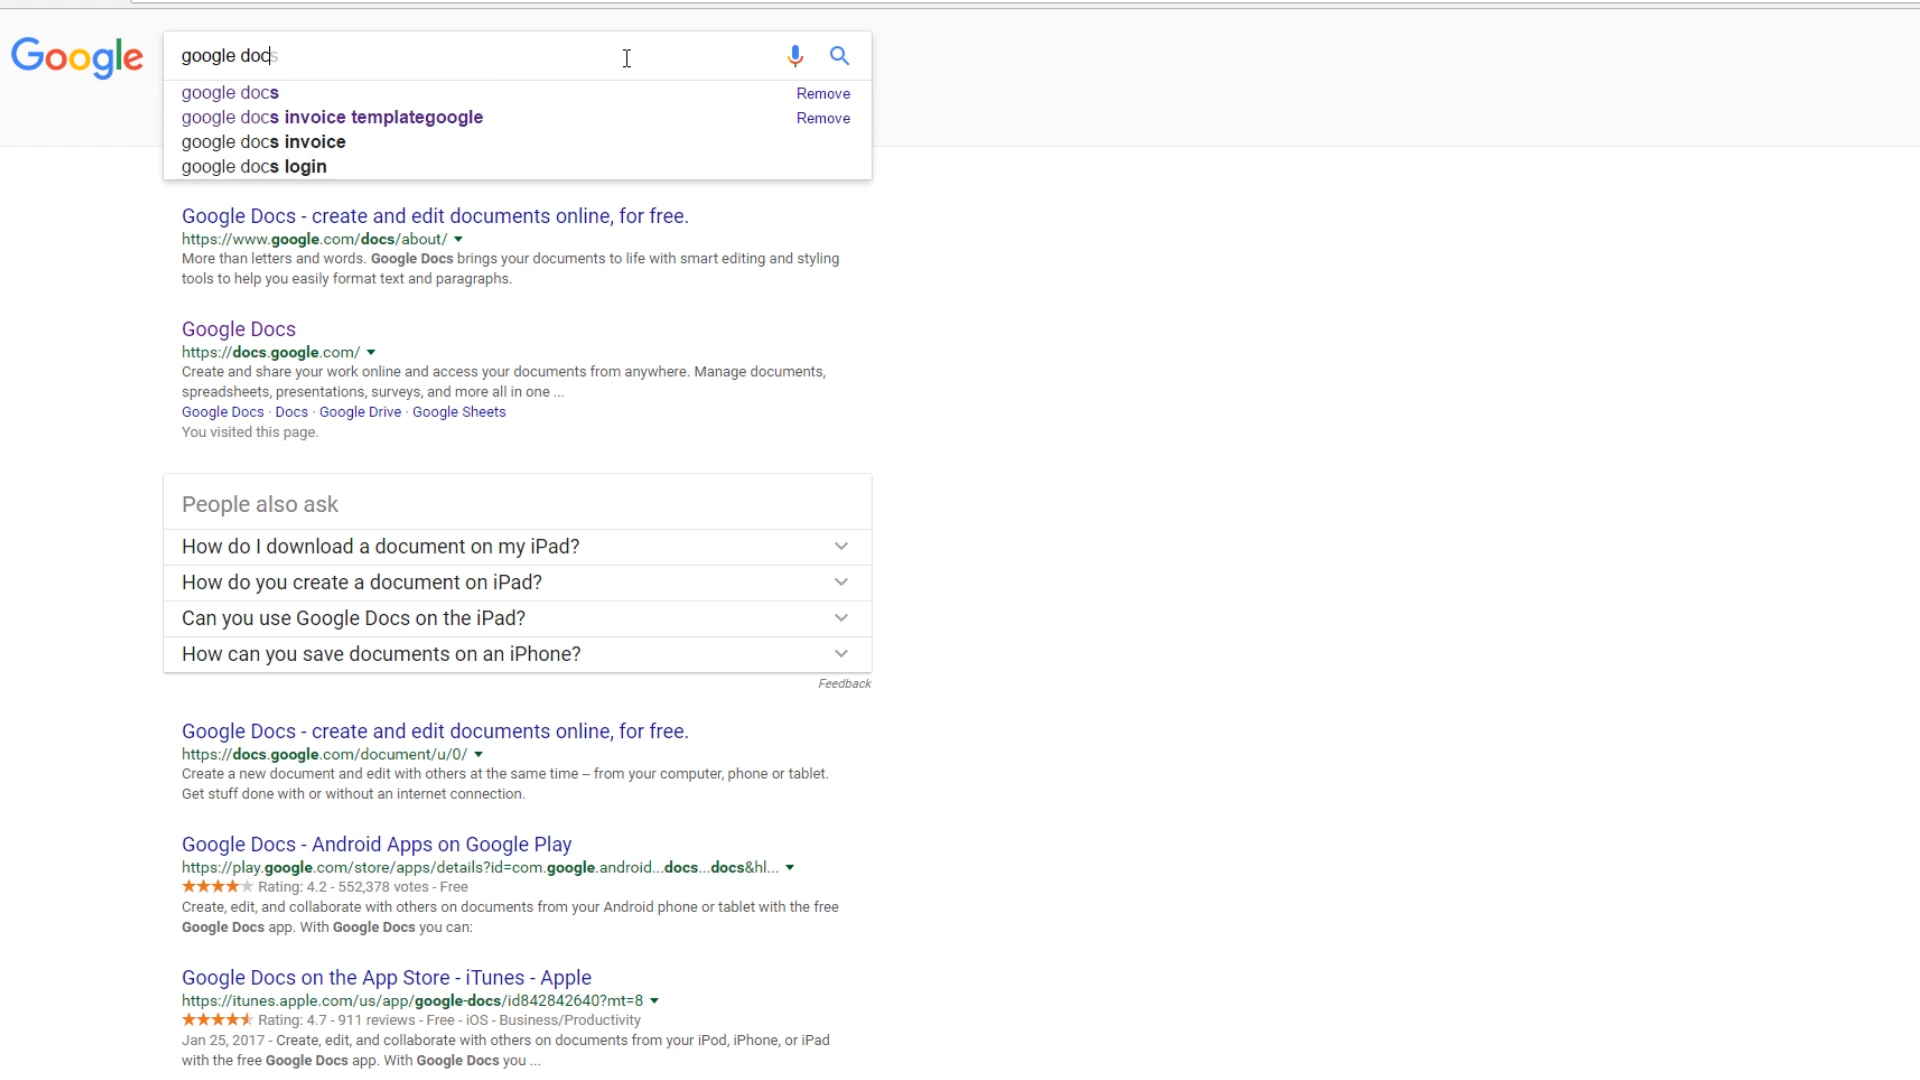 Google
google docs
google docs Remove
google docs invoice templategoogle Remove
google docs invoice
google docs login
Google Docs - create and edit documents online, for free.
https://www.google.com/docs/about/
More than letters and words. Google Docs brings your documents to life with smart editing and styling
tools to help you easily format text and paragraphs.
Google Docs
https://docs.google.com/
Create and share your work online and access your documents from anywhere. Manage documents,
spreadsheets, presentations, surveys, and more all in one ...
Google Docs · Docs · Google Drive · Google Sheets
You visited this page.
People also ask
How do I download a document on my iPad?
How do you create a document on iPad?
Can you use Google Docs on the iPad?
How can you save documents on an iPhone?
Feedback
Google Docs - create and edit documents online, for free.
https://docs.google.com/document/u/0/
Create a new document and edit with others at the same time – from your computer, phone or tablet.
Get stuff done with or without an internet connection.
Google Docs - Android Apps on Google Play
https://play.google.com/store/apps/details?id=com.google.android...docs...docs&hl...
Rating: 4.2 - 552,378 votes - Free
Create, edit, and collaborate with others on documents from your Android phone or tablet with the free
Google Docs app. With Google Docs you can:
Google Docs on the App Store - iTunes - Apple
https://itunes.apple.com/us/app/google-docs/id842842640?mt=8
Rating: 4.7 - 911 reviews - Free - iOS - Business/Productivity
Jan 25, 2017 - Create, edit, and collaborate with others on documents from your iPod, iPhone, or iPad
with the free Google Docs app. With Google Docs you ...